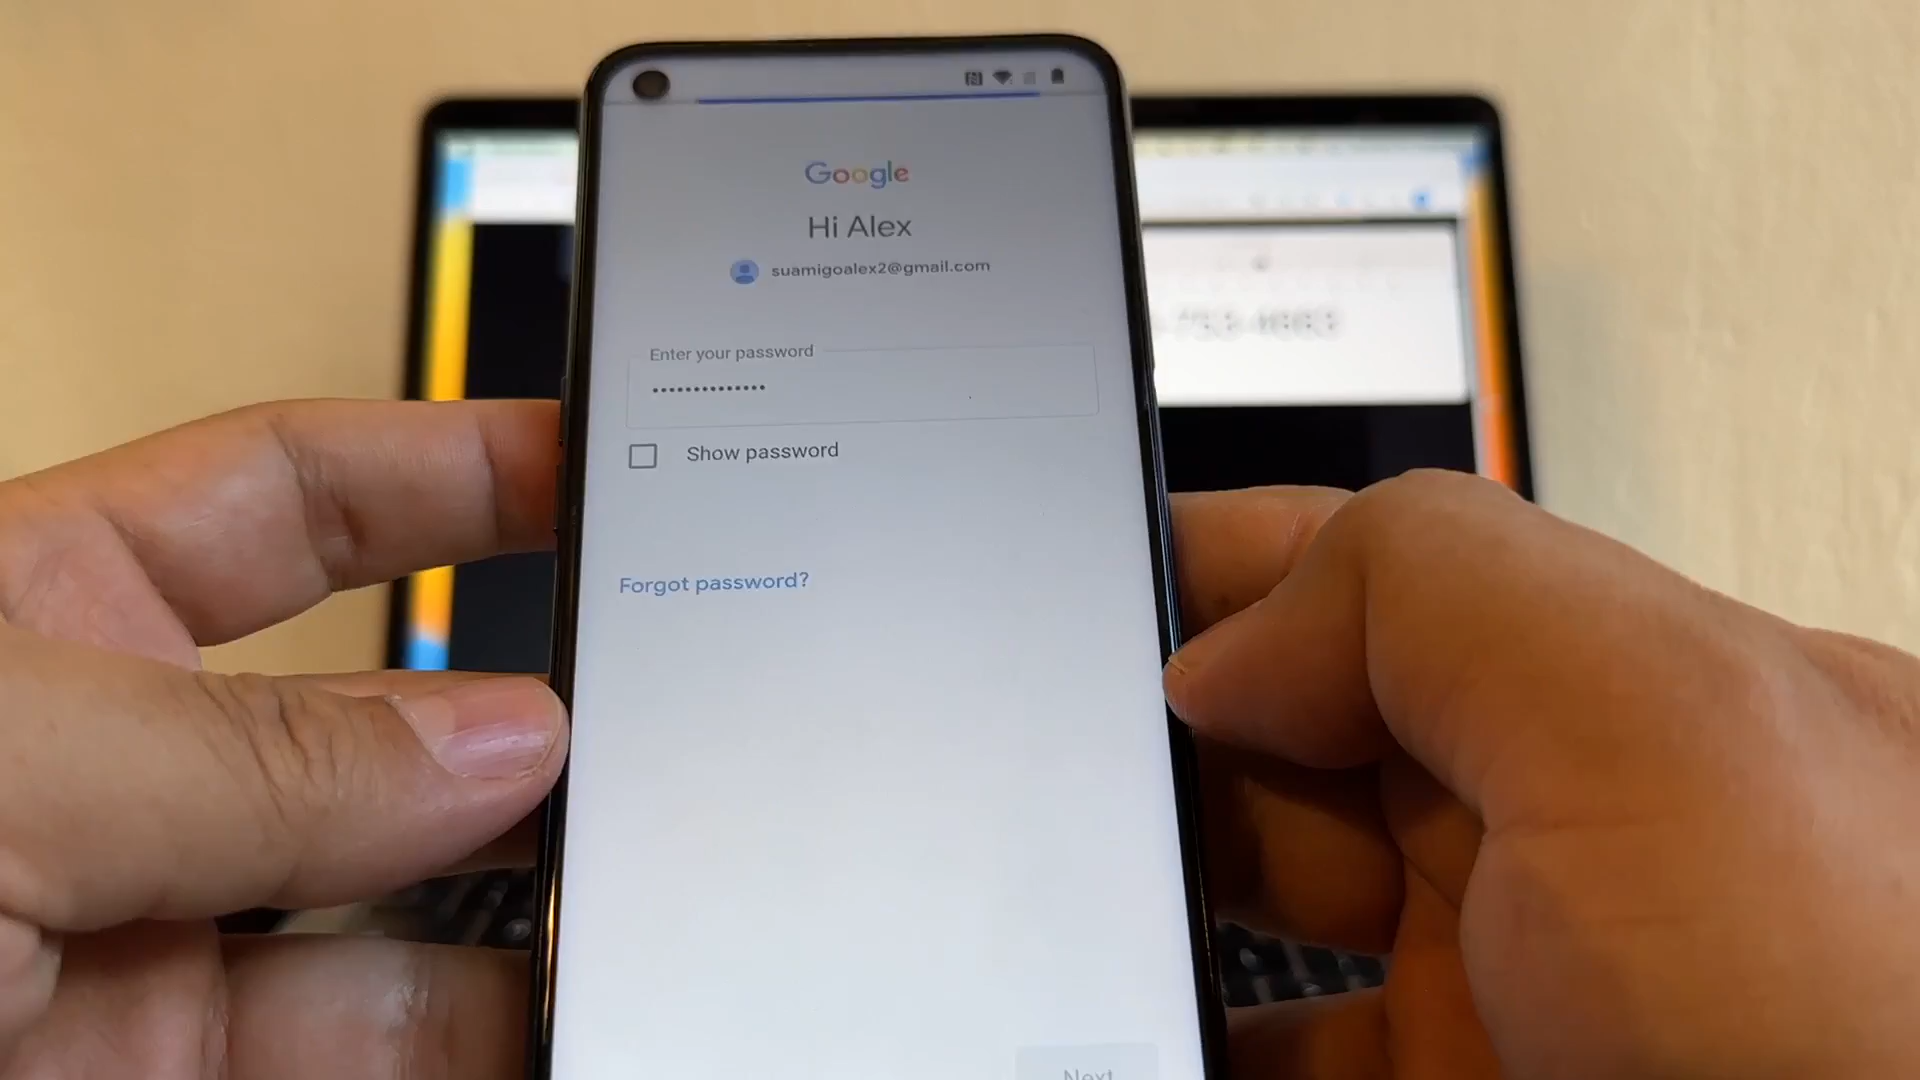 Google
Hi Alex
suamigoalex2@gmail.com
Enter your password
••••••••••••••
Show password
Forgot password?
Next